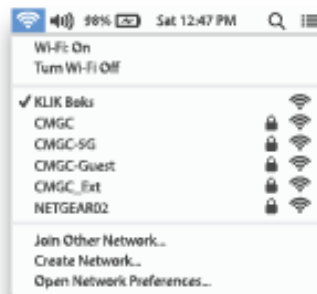 98% Sat 12:47 PM
Wi-Fi: On
Turn Wi-Fi Off
KLIK Boks
CMGC
CMGC-5G
CMGC-Guest
CMGC_Ext
NETGEAR02
Join Other Network...
Create Network...
Open Network Preferences...